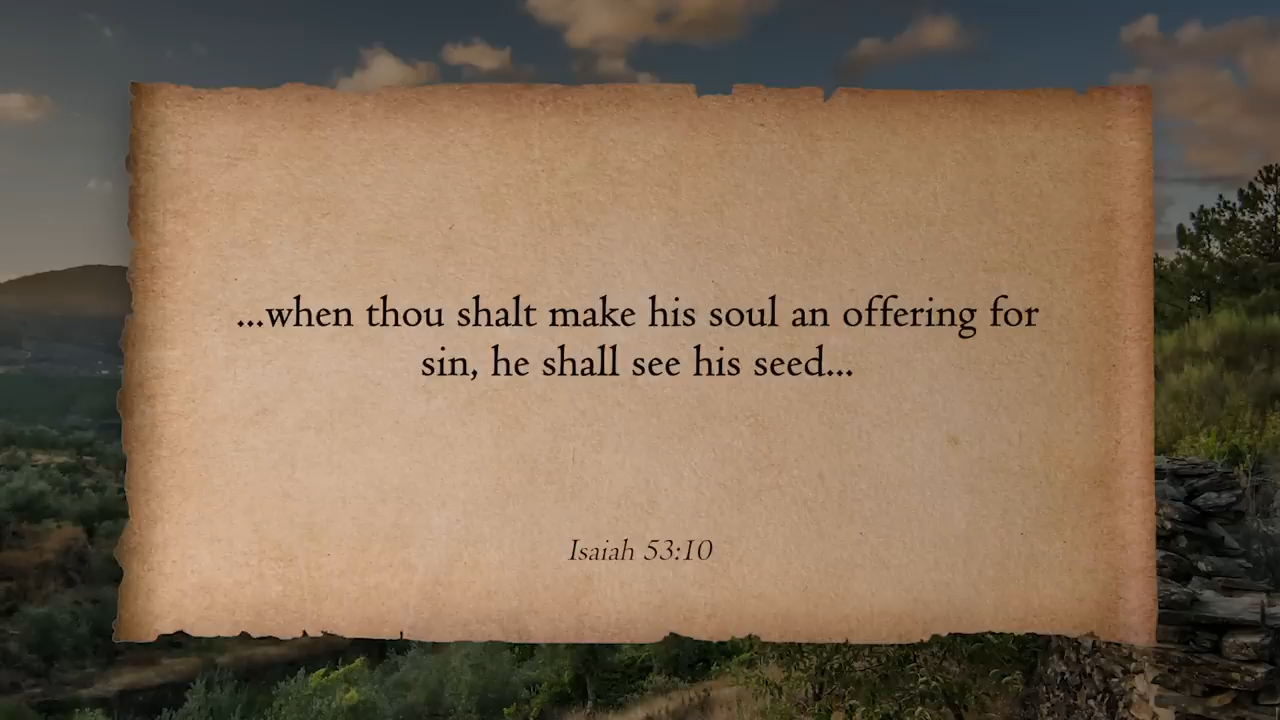 ...when thou shalt make his soul an offering for
sin, he shall see his seed...
Isaiah 53:10